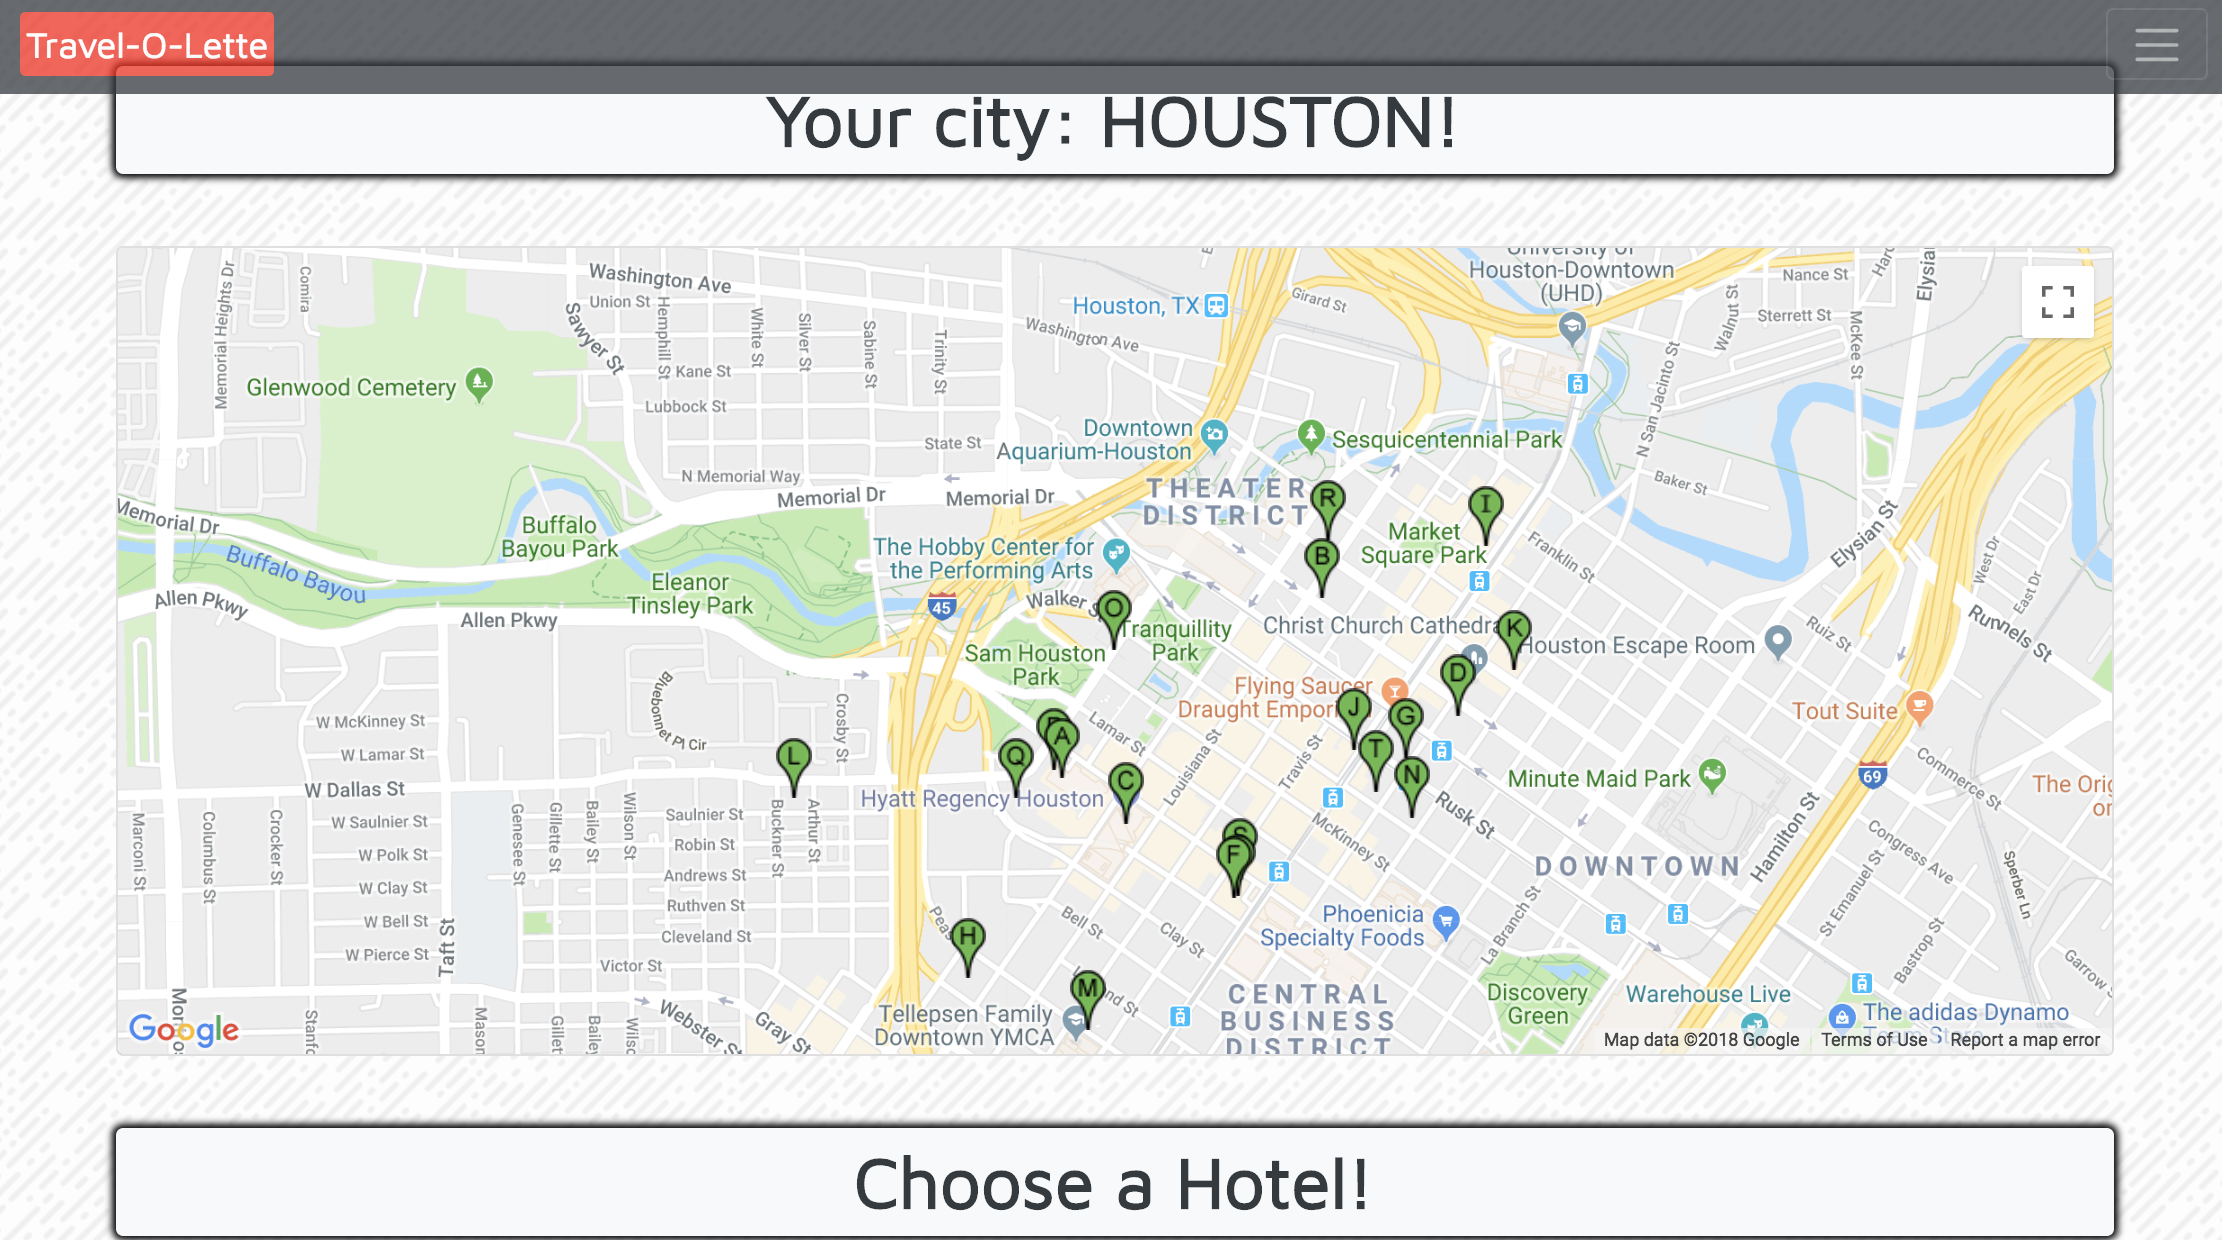 Travel-O-Lette
Your city: HOUSTON!
University of
Houston-Downtown
(UHD)
Nance St
Elysia
Memorial Heights Dr
Comira
Washington Ave
Union St
Sawyer St
Hemphill St
White St
Silver St
Sabine St
Trinity St
Houston, TX
Girard St
Washington Ave
Walnut St
Sterrett St
McKee St
N San Jacinto St
Glenwood Cemetery
Kane St
Lubbock St
State St
Downtown
Aquarium-Houston
Sesquicentennial Park
N Memorial Way
Memorial Dr
Memorial Dr
Memorial Dr
THEATER
DISTRICT
Baker St
R
I
Market
Square Park
Franklin St
Elysian St
Buffalo
Bayou Park
Buffalo Bayou
The Hobby Center for
the Performing Arts
B
West Dr
East Dr
Eleanor
Tinsley Park
Allen Pkwy
Allen Pkwy
45
Walker S
O
Tranquillity
Park
Christ Church Cathedra
K
Houston Escape Room
Ruiz St
Runnels St
Sam Houston
Park
Bluebonnet Pl Cir
Crosby St
D
Flying Saucer
Draught Empori
J
G
Tout Suite
W McKinney St
W Lamar St
W Dallas St
L
Q
A
Lamar St
C
Louisiana St
Travis St
T
N
Hyatt Regency Houston
Minute Maid Park
69
Commerce St
The Orig
or
Rusk St
McKinney St
Hamilton St
Marconi St
Columbus St
Crocker St
W Saulnier St
W Polk St
W Clay St
W Bell St
W Pierce St
Genesee St
Gillette St
Bailey St
Wilson St
Saulnier St
Robin St
Andrews St
Ruthven St
Cleveland St
Victor St
Buckner St
Arthur St
S
F
DOWNTOWN
Congress Ave
St Emanuel St
Sperber Ln
Taft St
Peas
H
Bell St
Clay St
Phoenicia
Specialty Foods
La Branch St
Bastrop St
Garrow S
M
Discovery
Green
Warehouse Live
CENTRAL
BUSINESS
DISTRICT
Tellepsen Family
Downtown YMCA
Webster St
Gray St
Stanfo
Mason
Gillet
Bailey
Wilso
The adidas Dynamo
Team Store
Google
Map data ©2018 Google
Terms of Use
Report a map error
Choose a Hotel!